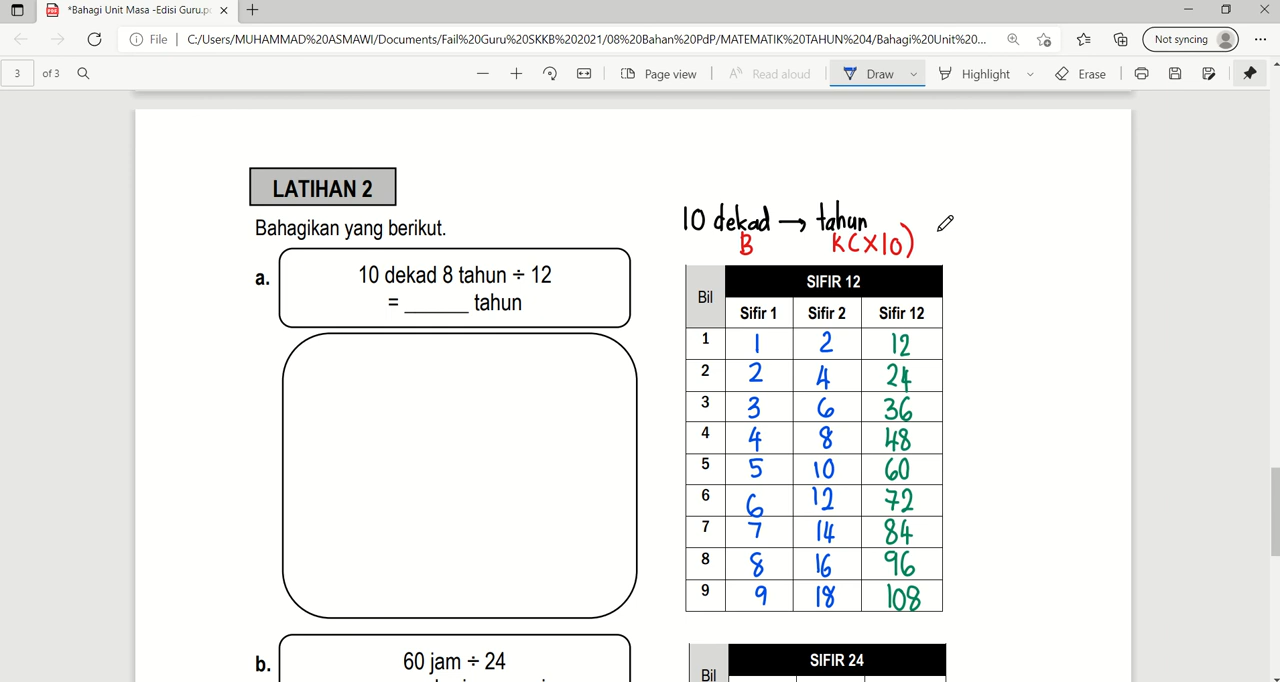 *Bahagi Unit Masa -Edisi Guru.p
File C:/Users/MUHAMMAD%20ASMAWI/Documents/Fail%20Guru%20SKKB%202021/08%20Bahan%20PdP/MATEMATIK%20TAHUN%204/Bahagi%20Unit%20... Not syncing
3 of 3 Page view Read aloud Draw Highlight Erase
LATIHAN 2
Bahagikan yang berikut.
a. 10 dekad 8 tahun ÷ 12
= ______ tahun
10 dekad → tahun
B K(×10)
Bil SIFIR 12
Sifir 1 Sifir 2 Sifir 12
1 1 2 12
2 2 4 24
3 3 6 36
4 4 8 48
5 5 10 60
6 6 12 72
7 7 14 84
8 8 16 96
9 9 18 108
b. 60 jam ÷ 24
Bil SIFIR 24